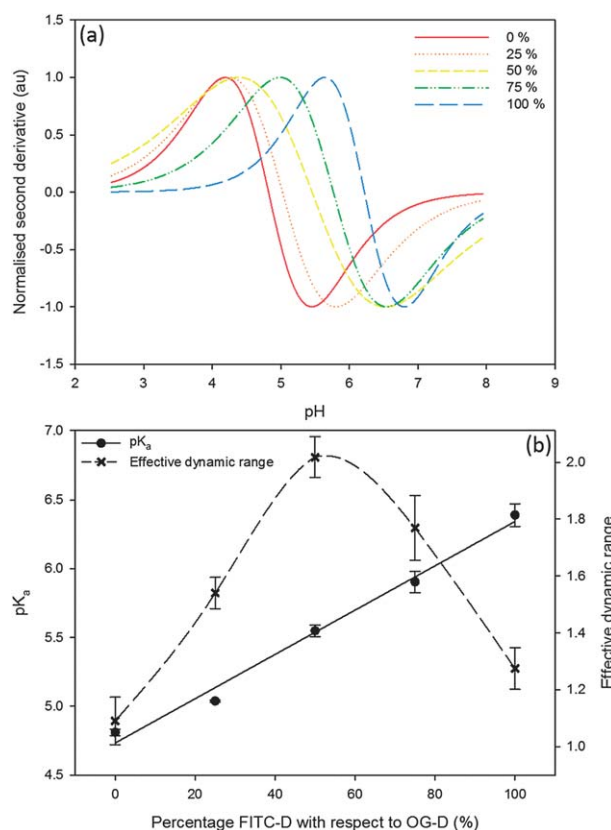 (a)
0 %
25 %
50 %
75 %
100 %
Normalised second derivative (au)
1.5
1.0
0.5
0.0
-0.5
-1.0
-1.5
2 3 4 5 6 7 8 9
pH
(b)
pKa
Effective dynamic range
pKa
7.0
6.5
6.0
5.5
5.0
4.5
Effective dynamic range
2.0
1.8
1.6
1.4
1.2
1.0
0 20 40 60 80 100
Percentage FITC-D with respect to OG-D (%)